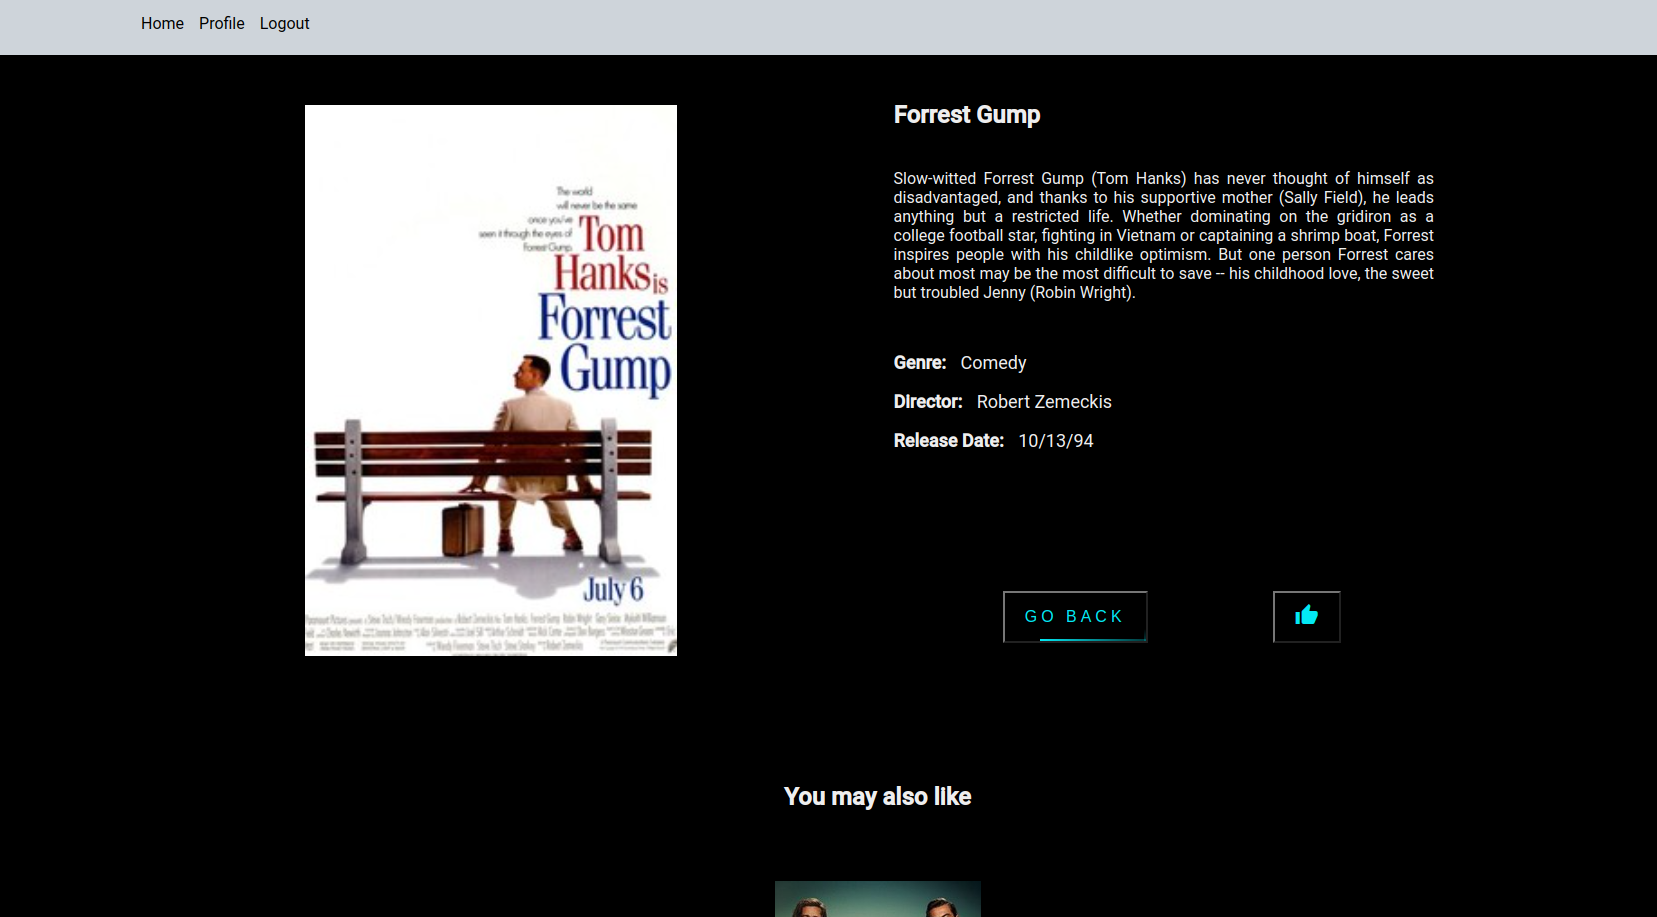 Home Profile Logout
The world
will never be the same
once you've
seen it through the eyes of
Forrest Gump.
Tom
Hanks is
Forrest
Gump
July 6
Forrest Gump
Slow-witted Forrest Gump (Tom Hanks) has never thought of himself as
disadvantaged, and thanks to his supportive mother (Sally Field), he leads
anything but a restricted life. Whether dominating on the gridiron as a
college football star, fighting in Vietnam or captaining a shrimp boat, Forrest
inspires people with his childlike optimism. But one person Forrest cares
about most may be the most difficult to save -- his childhood love, the sweet
but troubled Jenny (Robin Wright).
Genre: Comedy
Director: Robert Zemeckis
Release Date: 10/13/94
GO BACK
You may also like